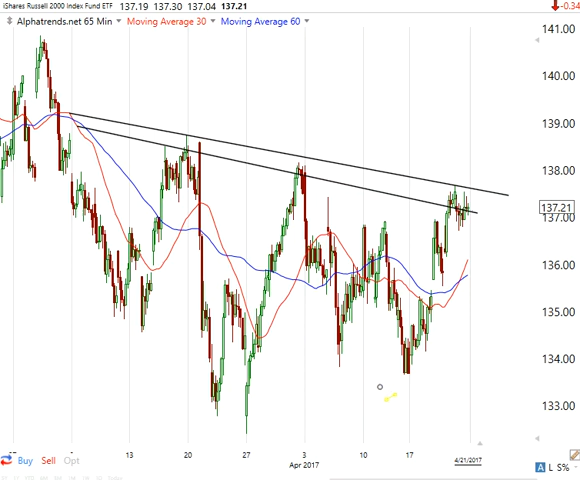 iShares Russell 2000 Index Fund ETF 137.19 137.30 137.04 137.21 -0.34
Alphatrends.net 65 Min Moving Average 30 Moving Average 60
141.00
140.00
139.00
138.00
137.21
137.00
136.00
135.00
134.00
133.00
13 20 27 3 10 17
Apr 2017
4/21/2017
Buy Sell Opt
A L S%